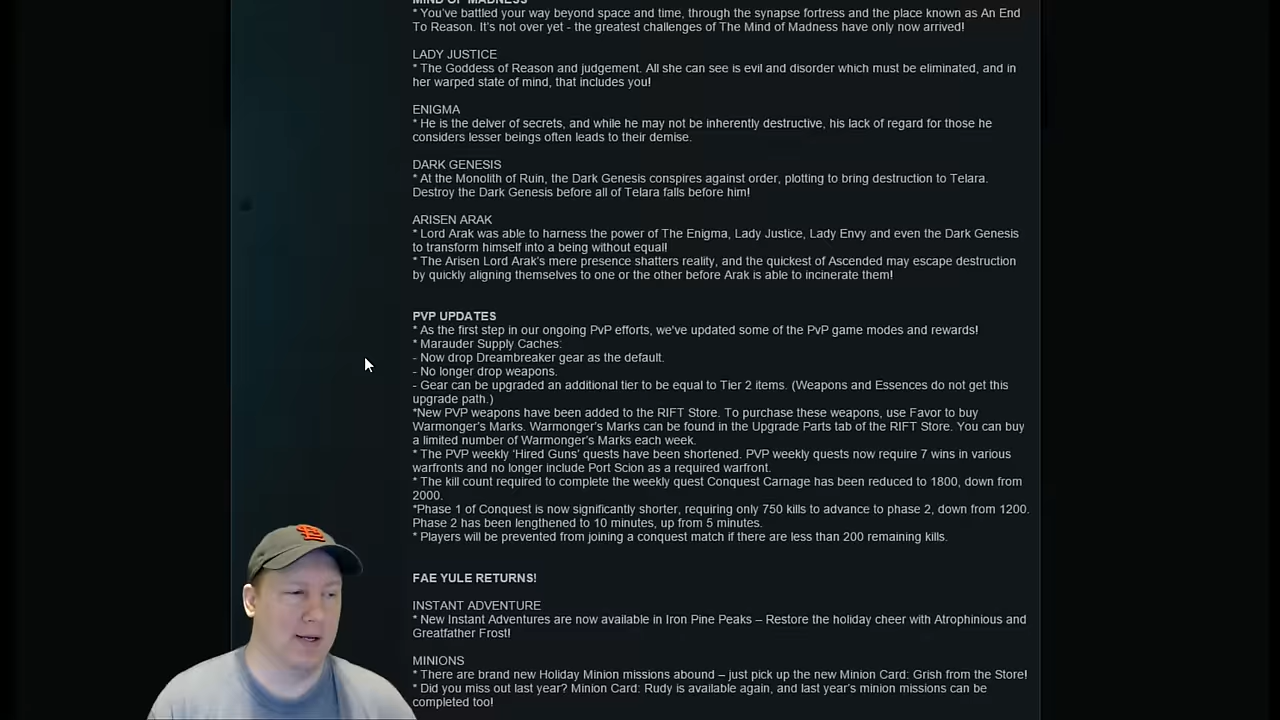 MIND OF MADNESS
* You've battled your way beyond space and time, through the synapse fortress and the place known as An End
To Reason. It's not over yet - the greatest challenges of The Mind of Madness have only now arrived!
LADY JUSTICE
* The Goddess of Reason and judgement. All she can see is evil and disorder which must be eliminated, and in
her warped state of mind, that includes you!
ENIGMA
* He is the delver of secrets, and while he may not be inherently destructive, his lack of regard for those he
considers lesser beings often leads to their demise.
DARK GENESIS
* At the Monolith of Ruin, the Dark Genesis conspires against order, plotting to bring destruction to Telara.
Destroy the Dark Genesis before all of Telara falls before him!
ARISEN ARAK
* Lord Arak was able to harness the power of The Enigma, Lady Justice, Lady Envy and even the Dark Genesis
to transform himself into a being without equal!
* The Arisen Lord Arak's mere presence shatters reality, and the quickest of Ascended may escape destruction
by quickly aligning themselves to one or the other before Arak is able to incinerate them!
PVP UPDATES
* As the first step in our ongoing PvP efforts, we've updated some of the PvP game modes and rewards!
* Marauder Supply Caches:
- Now drop Dreambreaker gear as the default.
- No longer drop weapons.
- Gear can be upgraded an additional tier to be equal to Tier 2 items. (Weapons and Essences do not get this
upgrade path.)
*New PVP weapons have been added to the RIFT Store. To purchase these weapons, use Favor to buy
Warmonger's Marks. Warmonger's Marks can be found in the Upgrade Parts tab of the RIFT Store. You can buy
a limited number of Warmonger's Marks each week.
* The PVP weekly 'Hired Guns' quests have been shortened. PVP weekly quests now require 7 wins in various
warfronts and no longer include Port Scion as a required warfront.
* The kill count required to complete the weekly quest Conquest Carnage has been reduced to 1800, down from
2000.
*Phase 1 of Conquest is now significantly shorter, requiring only 750 kills to advance to phase 2, down from 1200.
Phase 2 has been lengthened to 10 minutes, up from 5 minutes.
* Players will be prevented from joining a conquest match if there are less than 200 remaining kills.
FAE YULE RETURNS!
INSTANT ADVENTURE
* New Instant Adventures are now available in Iron Pine Peaks – Restore the holiday cheer with Atrophinious and
Greatfather Frost!
MINIONS
* There are brand new Holiday Minion missions abound – just pick up the new Minion Card: Grish from the Store!
* Did you miss out last year? Minion Card: Rudy is available again, and last year's minion missions can be
completed too!